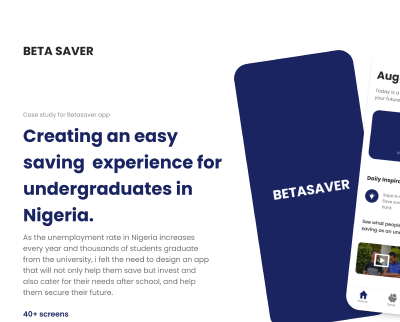 BETA SAVER
Case study for Betasaver app
Creating an easy
saving experience for
undergraduates in
Nigeria.
As the unemployment rate in Nigeria increases
every year and thousands of students graduate
from the university, i felt the need to design an app
that will not only help them save but invest and
also cater for their needs after school, and help
them secure their future.
40+ screens
BETASAVER
Aug
Today is a
your future
Daily Inspira
See what people
saving as an und